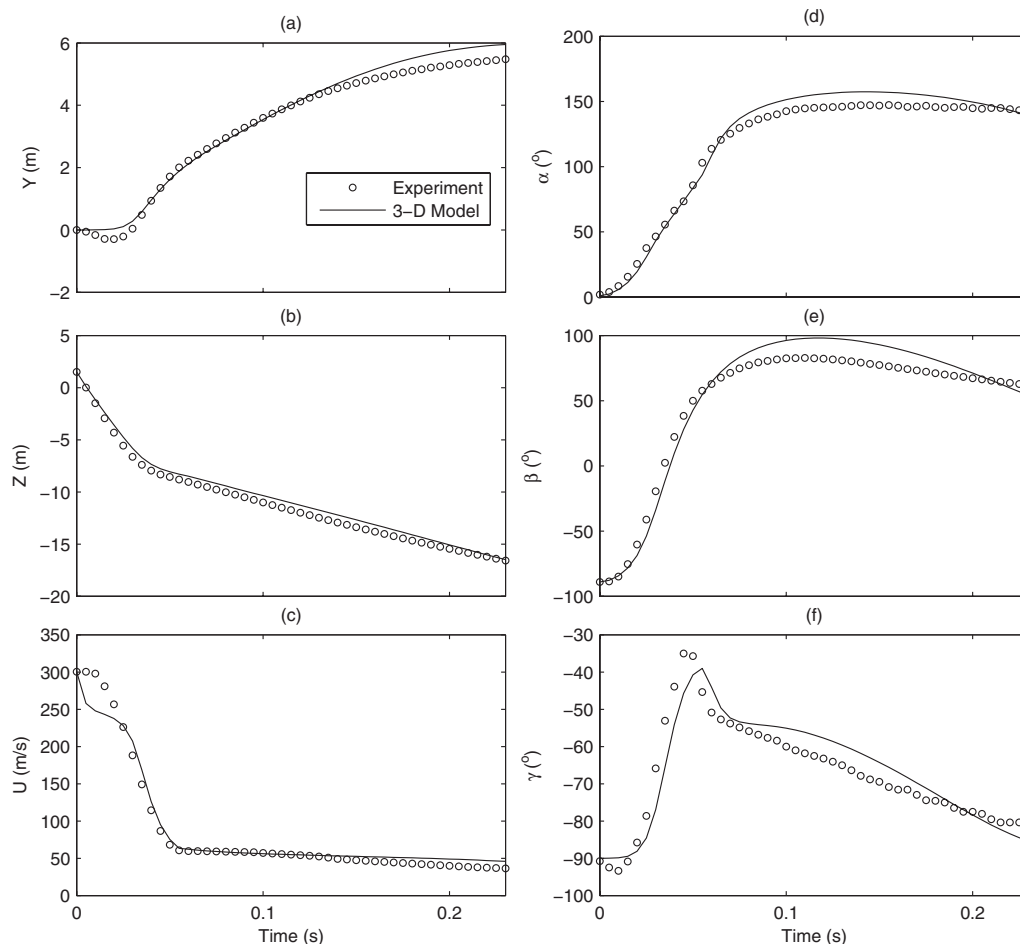 (a)
6
4
2
0
−2
Y (m)
Experiment
3−D Model
(b)
5
0
−5
−10
−15
−20
Z (m)
(c)
350
300
250
200
150
100
50
0
U (m/s)
0
0.1
0.2
Time (s)
(d)
200
150
100
50
0
α (°)
(e)
100
50
0
−50
−100
β (°)
(f)
−30
−40
−50
−60
−70
−80
−90
−100
γ (°)
0
0.1
0.2
Time (s)